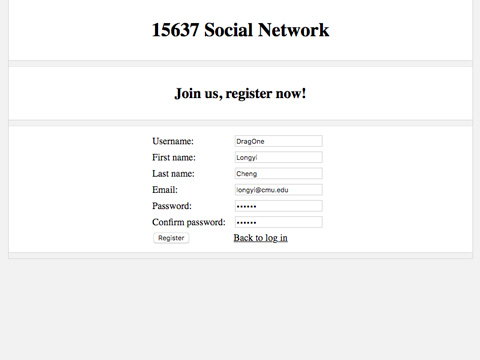 15637 Social Network
Join us, register now!
Username: DragOne
First name: Longyi
Last name: Cheng
Email: longyi@cmu.edu
Password: ••••••
Confirm password: ••••••
Register Back to log in